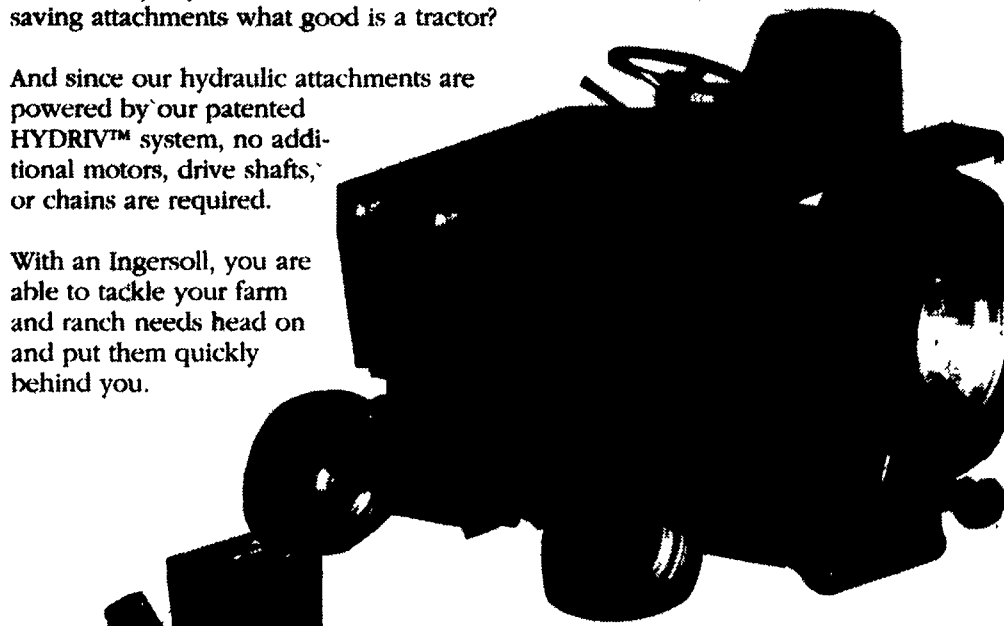 saving attachments what good is a tractor?
And since our hydraulic attachments are
powered by our patented
HYDRIV™ system, no addi-
tional motors, drive shafts,
or chains are required.
With an Ingersoll, you are
able to tackle your farm
and ranch needs head on
and put them quickly
behind you.